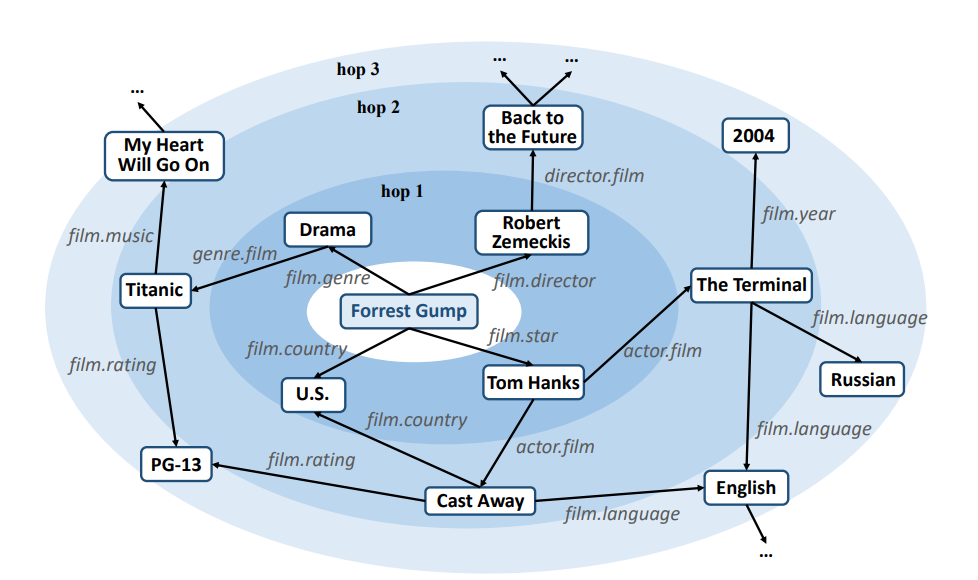 hop 3
...
...
...
hop 2
My Heart
Will Go On
Back to
the Future
2004
director.film
hop 1
film.music
Drama
Robert
Zemeckis
film.year
genre.film
film.genre
film.director
Titanic
The Terminal
Forrest Gump
film.language
film.star
film.country
actor.film
film.rating
Tom Hanks
Russian
U.S.
film.country
film.language
actor.film
film.rating
PG-13
English
Cast Away
film.language
...